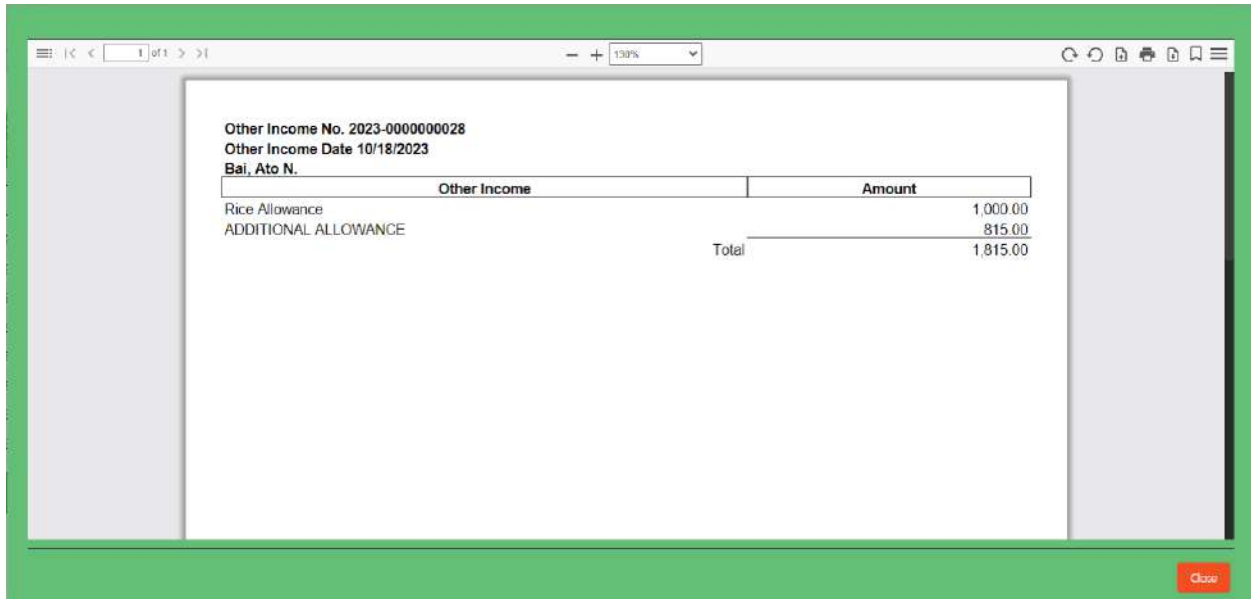 1 of 1
130%
Other Income No. 2023-0000000028
Other Income Date 10/18/2023
Bai, Ato N.
Other Income Amount
Rice Allowance 1,000.00
ADDITIONAL ALLOWANCE 815.00
Total 1,815.00
Close